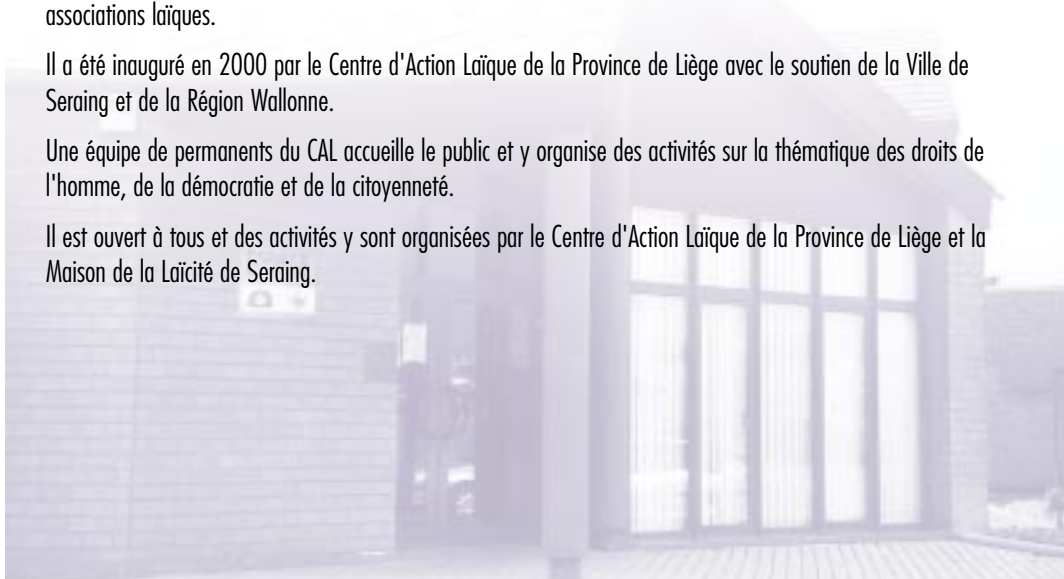 associations laïques.
Il a été inauguré en 2000 par le Centre d'Action Laïque de la Province de Liège avec le soutien de la Ville de
Seraing et de la Région Wallonne.
Une équipe de permanents du CAL accueille le public et y organise des activités sur la thématique des droits de
l'homme, de la démocratie et de la citoyenneté.
Il est ouvert à tous et des activités y sont organisées par le Centre d'Action Laïque de la Province de Liège et la
Maison de la Laïcité de Seraing.